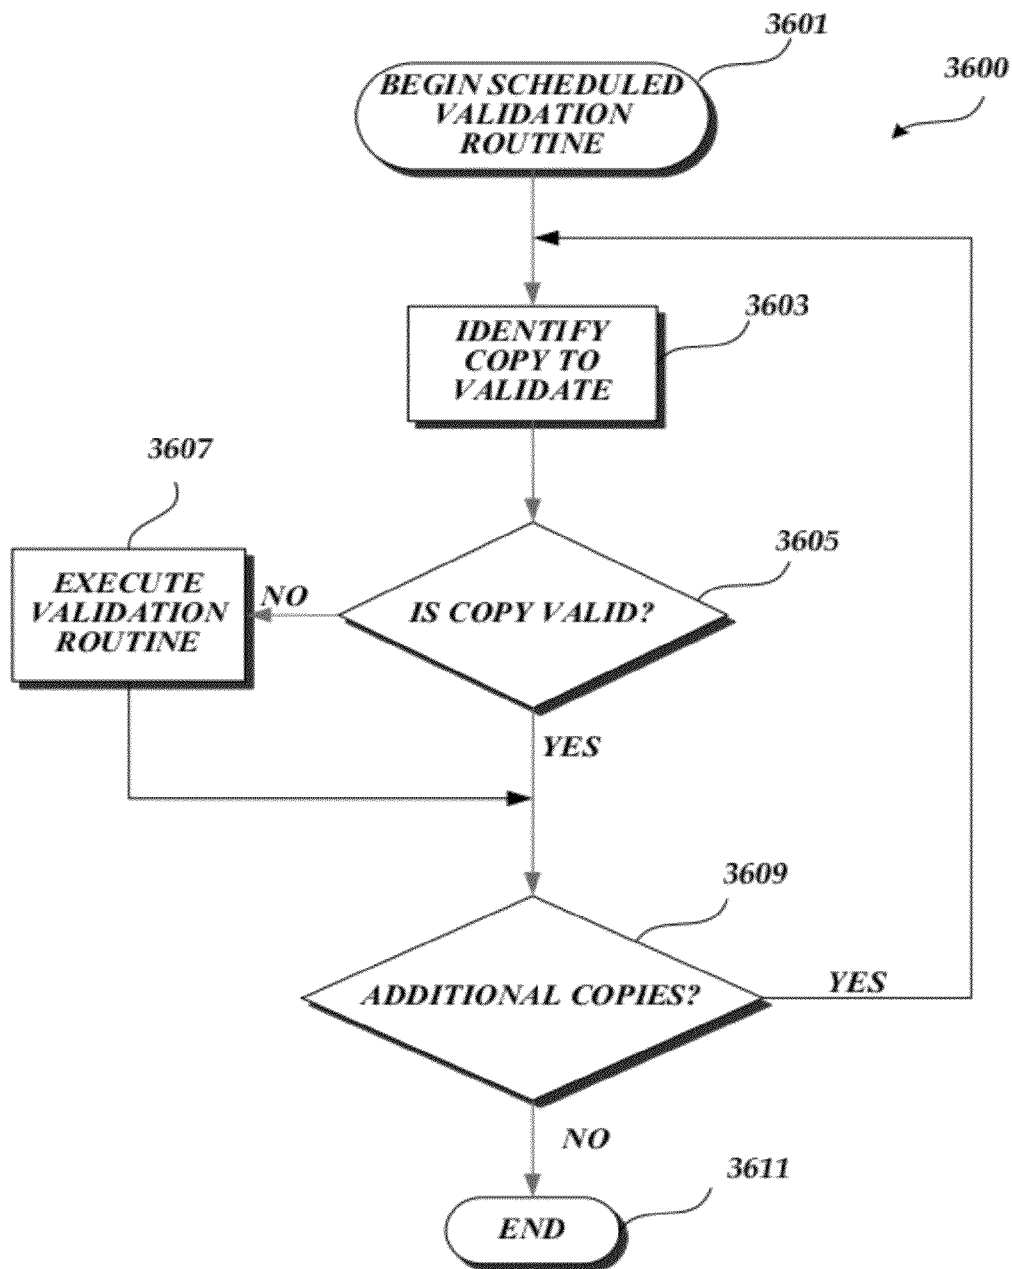 3601
3600
BEGIN SCHEDULED
VALIDATION
ROUTINE
3603
IDENTIFY
COPY TO
VALIDATE
3607
3605
EXECUTE
VALIDATION
ROUTINE
NO
IS COPY VALID?
YES
3609
ADDITIONAL COPIES?
YES
NO
3611
END